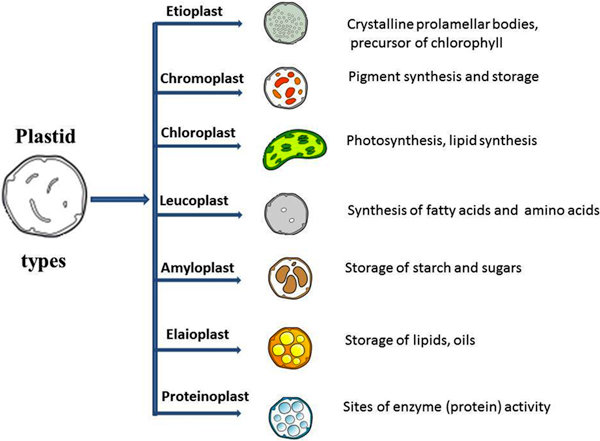 Plastid
types
Etioplast
Crystalline prolamellar bodies,
precursor of chlorophyll
Chromoplast
Pigment synthesis and storage
Chloroplast
Photosynthesis, lipid synthesis
Leucoplast
Synthesis of fatty acids and amino acids
Amyloplast
Storage of starch and sugars
Elaioplast
Storage of lipids, oils
Proteinoplast
Sites of enzyme (protein) activity